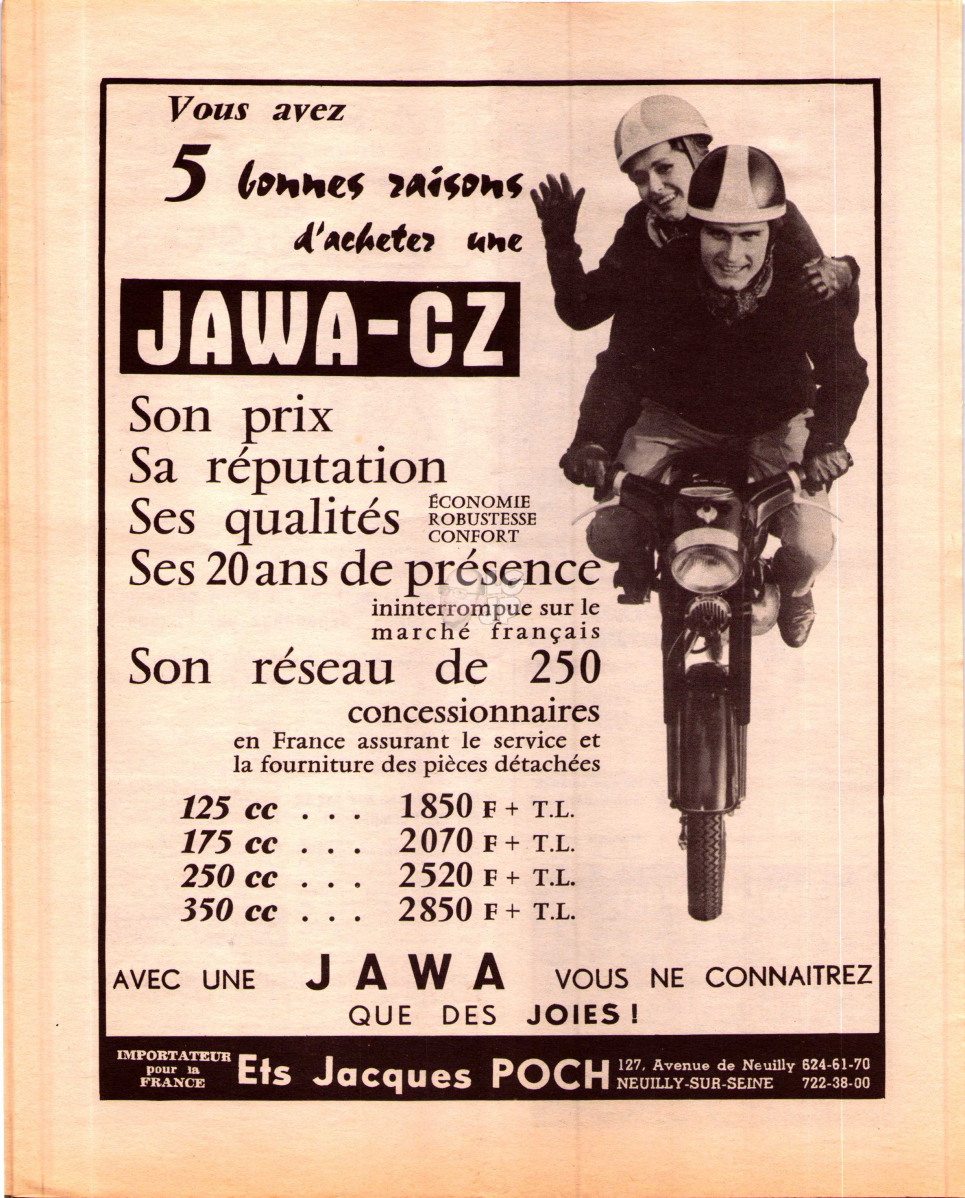 Vous avez
5 bonnes raisons
d'acheter une
JAWA-CZ
Son prix
Sa réputation
Ses qualités ÉCONOMIE
ROBUSTESSE
CONFORT
Ses 20 ans de présence
ininterrompue sur le
marché français
Son réseau de 250
concessionnaires
en France assurant le service et
la fourniture des pièces détachées
125 cc . . . 1850 F + T.L.
175 cc . . . 2070 F + T.L.
250 cc . . . 2520 F + T.L.
350 cc . . . 2850 F + T.L.
AVEC UNE JAWA VOUS NE CONNAITREZ
QUE DES JOIES !
IMPORTATEUR
pour la
FRANCE
Ets Jacques POCH
127, Avenue de Neuilly 624-61-70
NEUILLY-SUR-SEINE 722-38-00